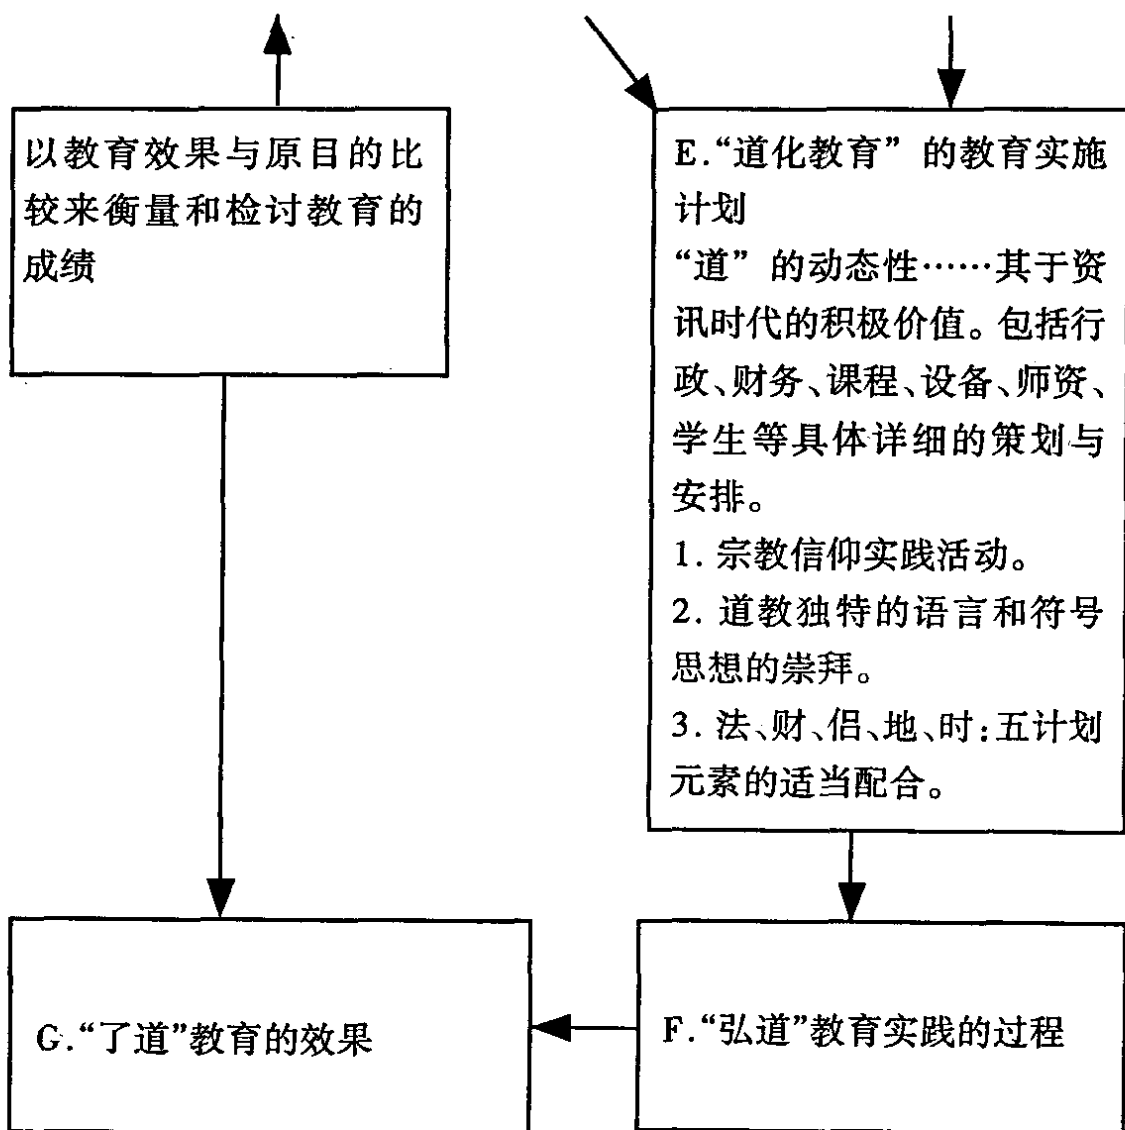 以教育效果与原目的比
较来衡量和检讨教育的
成绩
E.“道化教育”的教育实施
计划
“道”的动态性……其于资
讯时代的积极价值。包括行
政、财务、课程、设备、师资、
学生等具体详细的策划与
安排。
1. 宗教信仰实践活动。
2. 道教独特的语言和符号
思想的崇拜。
3. 法、财、侣、地、时:五计划
元素的适当配合。
G.“了道”教育的效果
F.“弘道”教育实践的过程